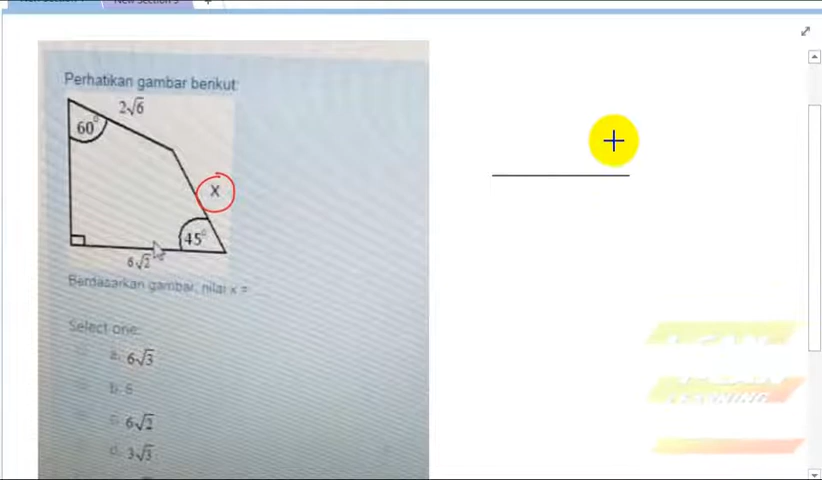 Perhatikan gambar berikut:
2√6
60°
x
45°
6√2
Berdasarkan gambar, nilai x =
Select one:
a. 6√3
b. 6
c. 6√2
d. 3√3
LEARNING